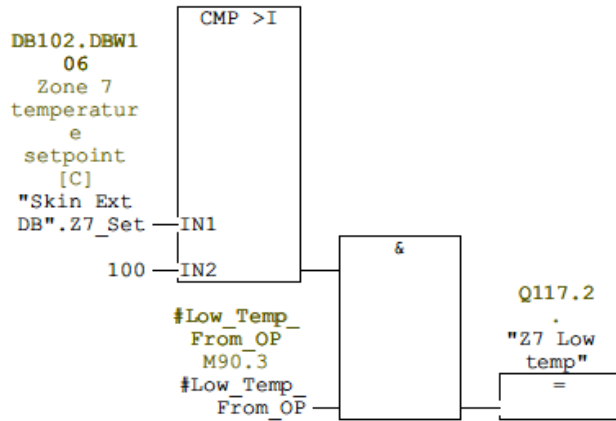 CMP >I
DB102.DBW1
06
Zone 7
temperatur
e
setpoint
[C]
"Skin Ext
DB".Z7_Set
IN1
100
IN2
&
#Low_Temp_
From_OP
M90.3
#Low_Temp_
From_OP
Q117.2
.
"Z7 Low
temp"
=